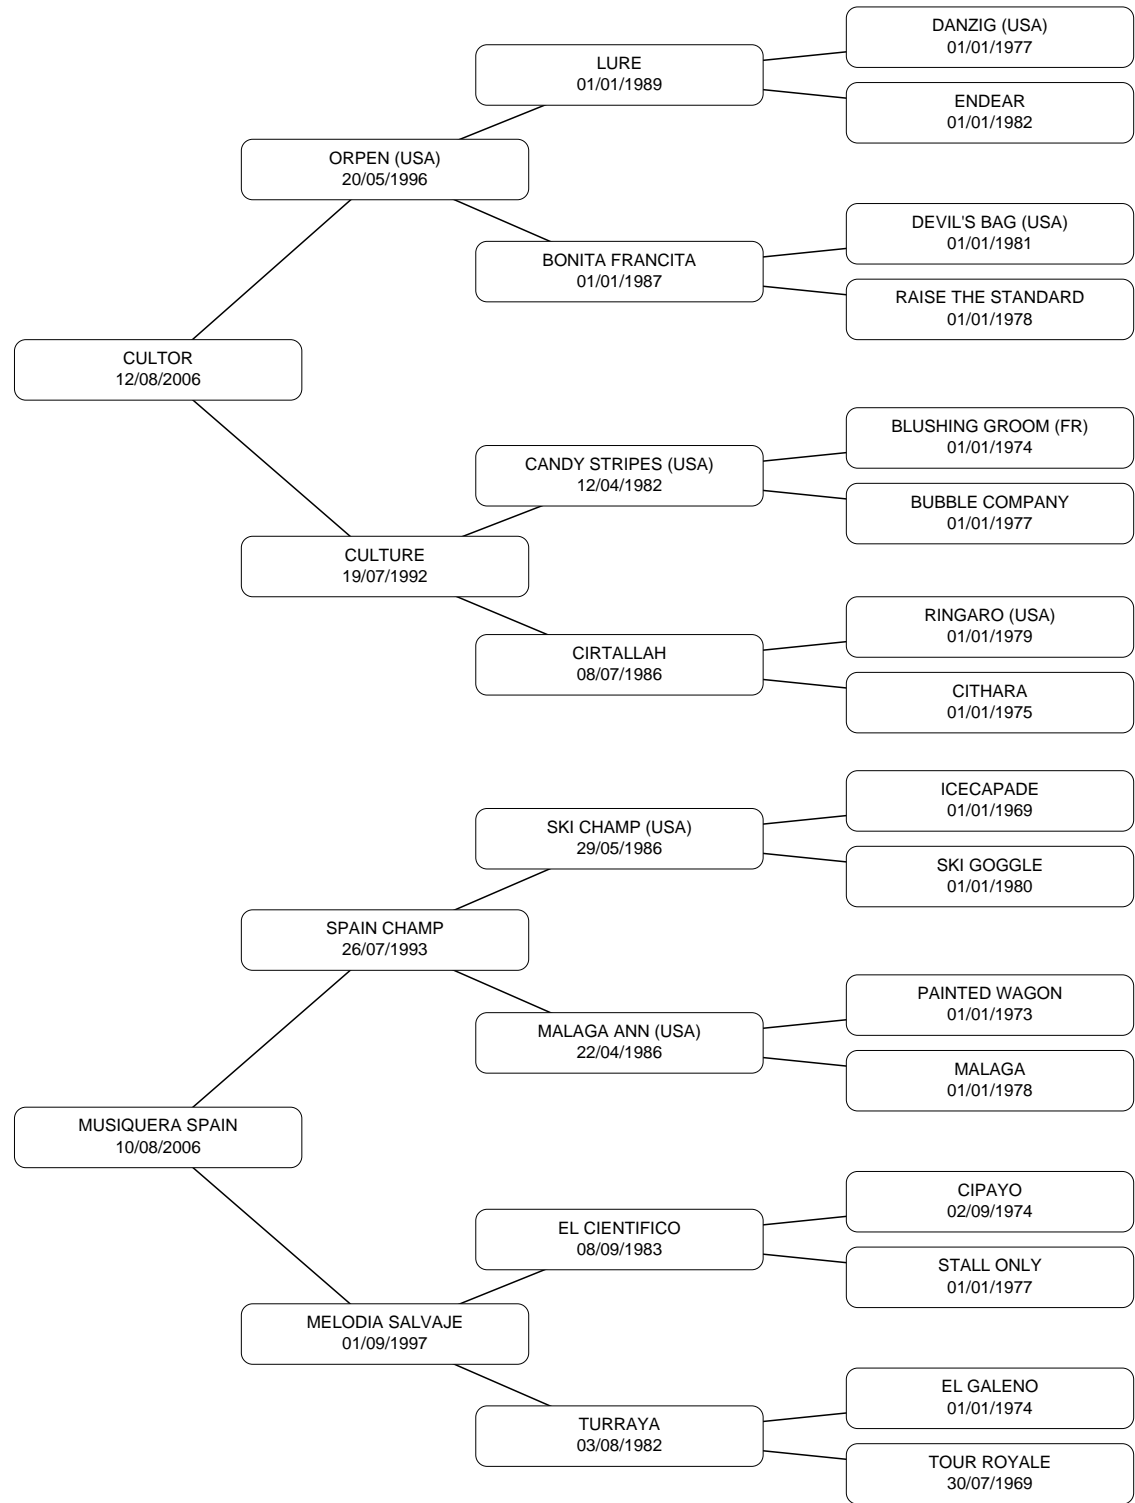 DANZIG (USA)
01/01/1977
LURE
01/01/1989
ENDEAR
01/01/1982
ORPEN (USA)
20/05/1996
DEVIL'S BAG (USA)
01/01/1981
BONITA FRANCITA
01/01/1987
RAISE THE STANDARD
01/01/1978
CULTOR
12/08/2006
BLUSHING GROOM (FR)
01/01/1974
CANDY STRIPES (USA)
12/04/1982
BUBBLE COMPANY
01/01/1977
CULTURE
19/07/1992
RINGARO (USA)
01/01/1979
CIRTALLAH
08/07/1986
CITHARA
01/01/1975
ICECAPADE
01/01/1969
SKI CHAMP (USA)
29/05/1986
SKI GOGGLE
01/01/1980
SPAIN CHAMP
26/07/1993
PAINTED WAGON
01/01/1973
MALAGA ANN (USA)
22/04/1986
MALAGA
01/01/1978
MUSIQUERA SPAIN
10/08/2006
CIPAYO
02/09/1974
EL CIENTIFICO
08/09/1983
STALL ONLY
01/01/1977
MELODIA SALVAJE
01/09/1997
EL GALENO
01/01/1974
TURRAYA
03/08/1982
TOUR ROYALE
30/07/1969